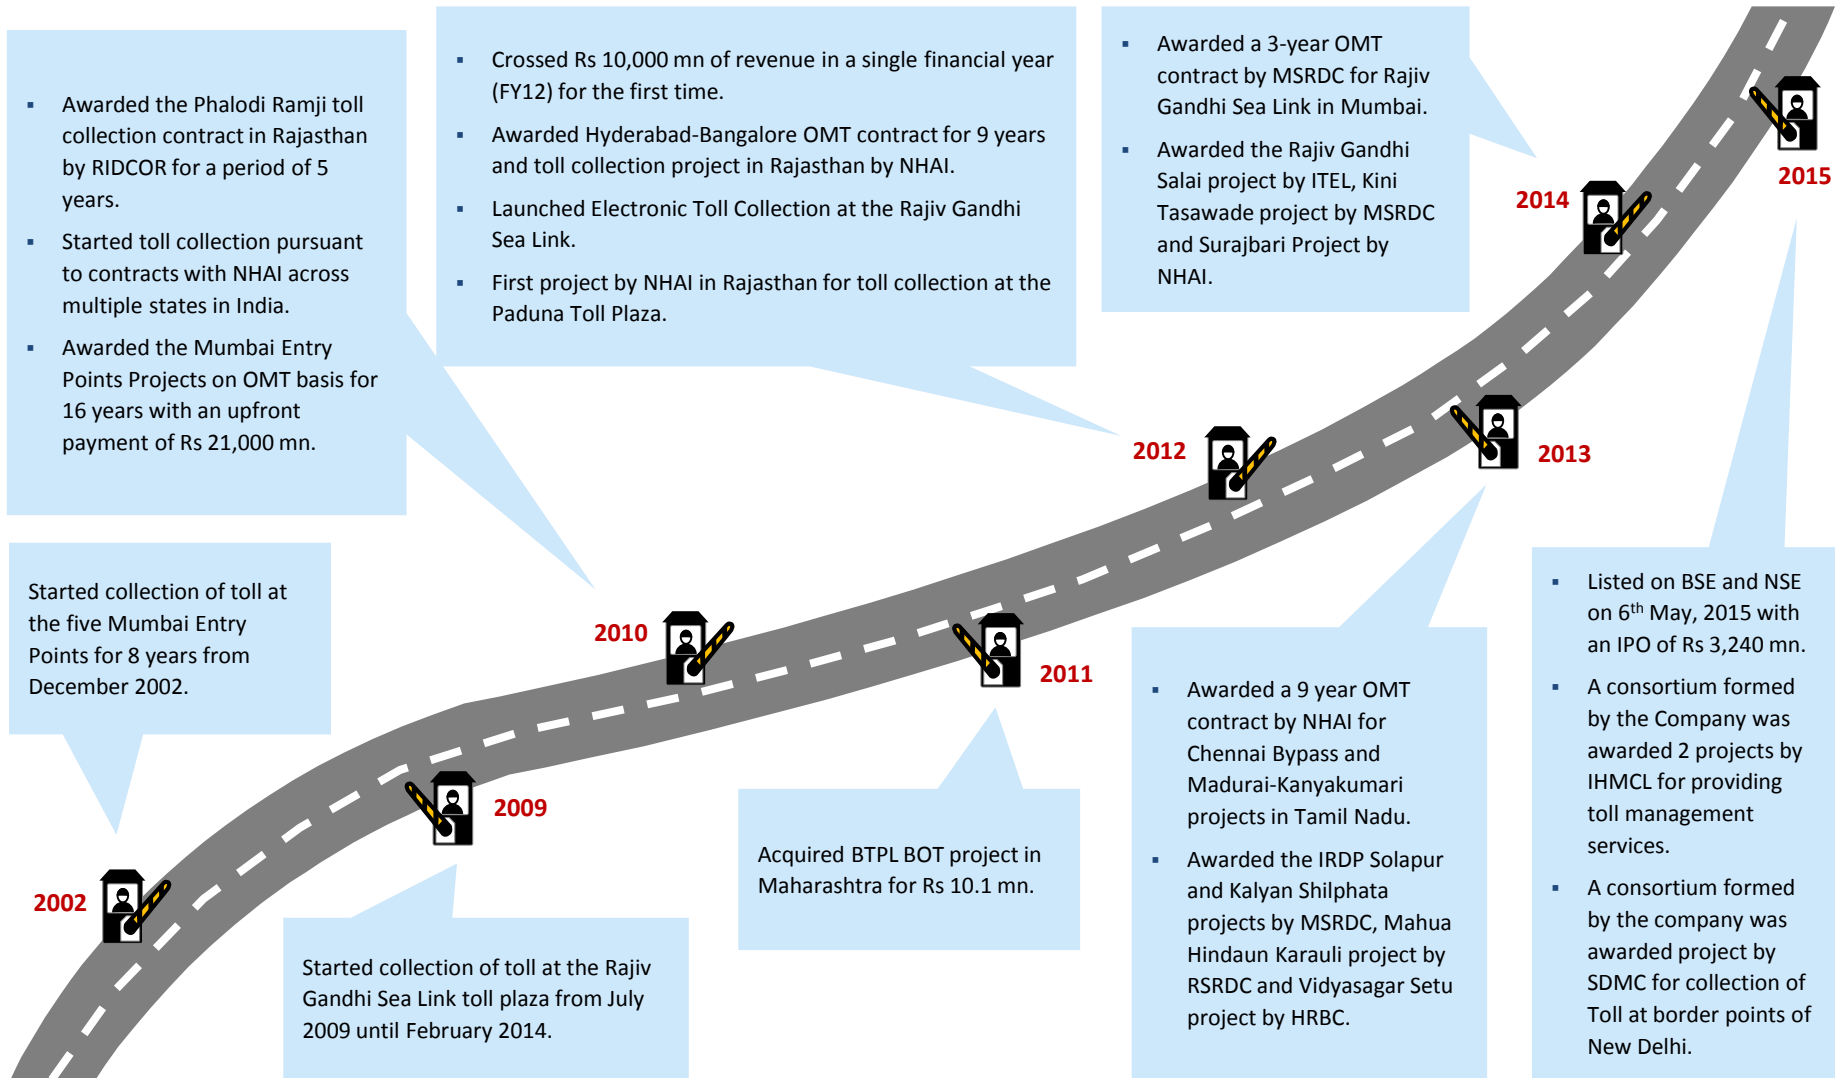 ▪ Awarded the Phalodi Ramji toll
collection contract in Rajasthan
by RIDCOR for a period of 5
years.
▪ Started toll collection pursuant
to contracts with NHAI across
multiple states in India.
▪ Awarded the Mumbai Entry
Points Projects on OMT basis for
16 years with an upfront
payment of Rs 21,000 mn.
▪ Crossed Rs 10,000 mn of revenue in a single financial year
(FY12) for the first time.
▪ Awarded Hyderabad-Bangalore OMT contract for 9 years
and toll collection project in Rajasthan by NHAI.
▪ Launched Electronic Toll Collection at the Rajiv Gandhi
Sea Link.
▪ First project by NHAI in Rajasthan for toll collection at the
Paduna Toll Plaza.
▪ Awarded a 3-year OMT
contract by MSRDC for Rajiv
Gandhi Sea Link in Mumbai.
▪ Awarded the Rajiv Gandhi
Salai project by ITEL, Kini
Tasawade project by MSRDC
and Surajbari Project by
NHAI.
2015
2014
2012
2013
Started collection of toll at
the five Mumbai Entry
Points for 8 years from
December 2002.
2010
2011
2009
2002
Started collection of toll at the Rajiv
Gandhi Sea Link toll plaza from July
2009 until February 2014.
Acquired BTPL BOT project in
Maharashtra for Rs 10.1 mn.
▪ Awarded a 9 year OMT
contract by NHAI for
Chennai Bypass and
Madurai-Kanyakumari
projects in Tamil Nadu.
▪ Awarded the IRDP Solapur
and Kalyan Shilphata
projects by MSRDC, Mahua
Hindaun Karauli project by
RSRDC and Vidyasagar Setu
project by HRBC.
▪ Listed on BSE and NSE
on 6th May, 2015 with
an IPO of Rs 3,240 mn.
▪ A consortium formed
by the Company was
awarded 2 projects by
IHMCL for providing
toll management
services.
▪ A consortium formed
by the company was
awarded project by
SDMC for collection of
Toll at border points of
New Delhi.